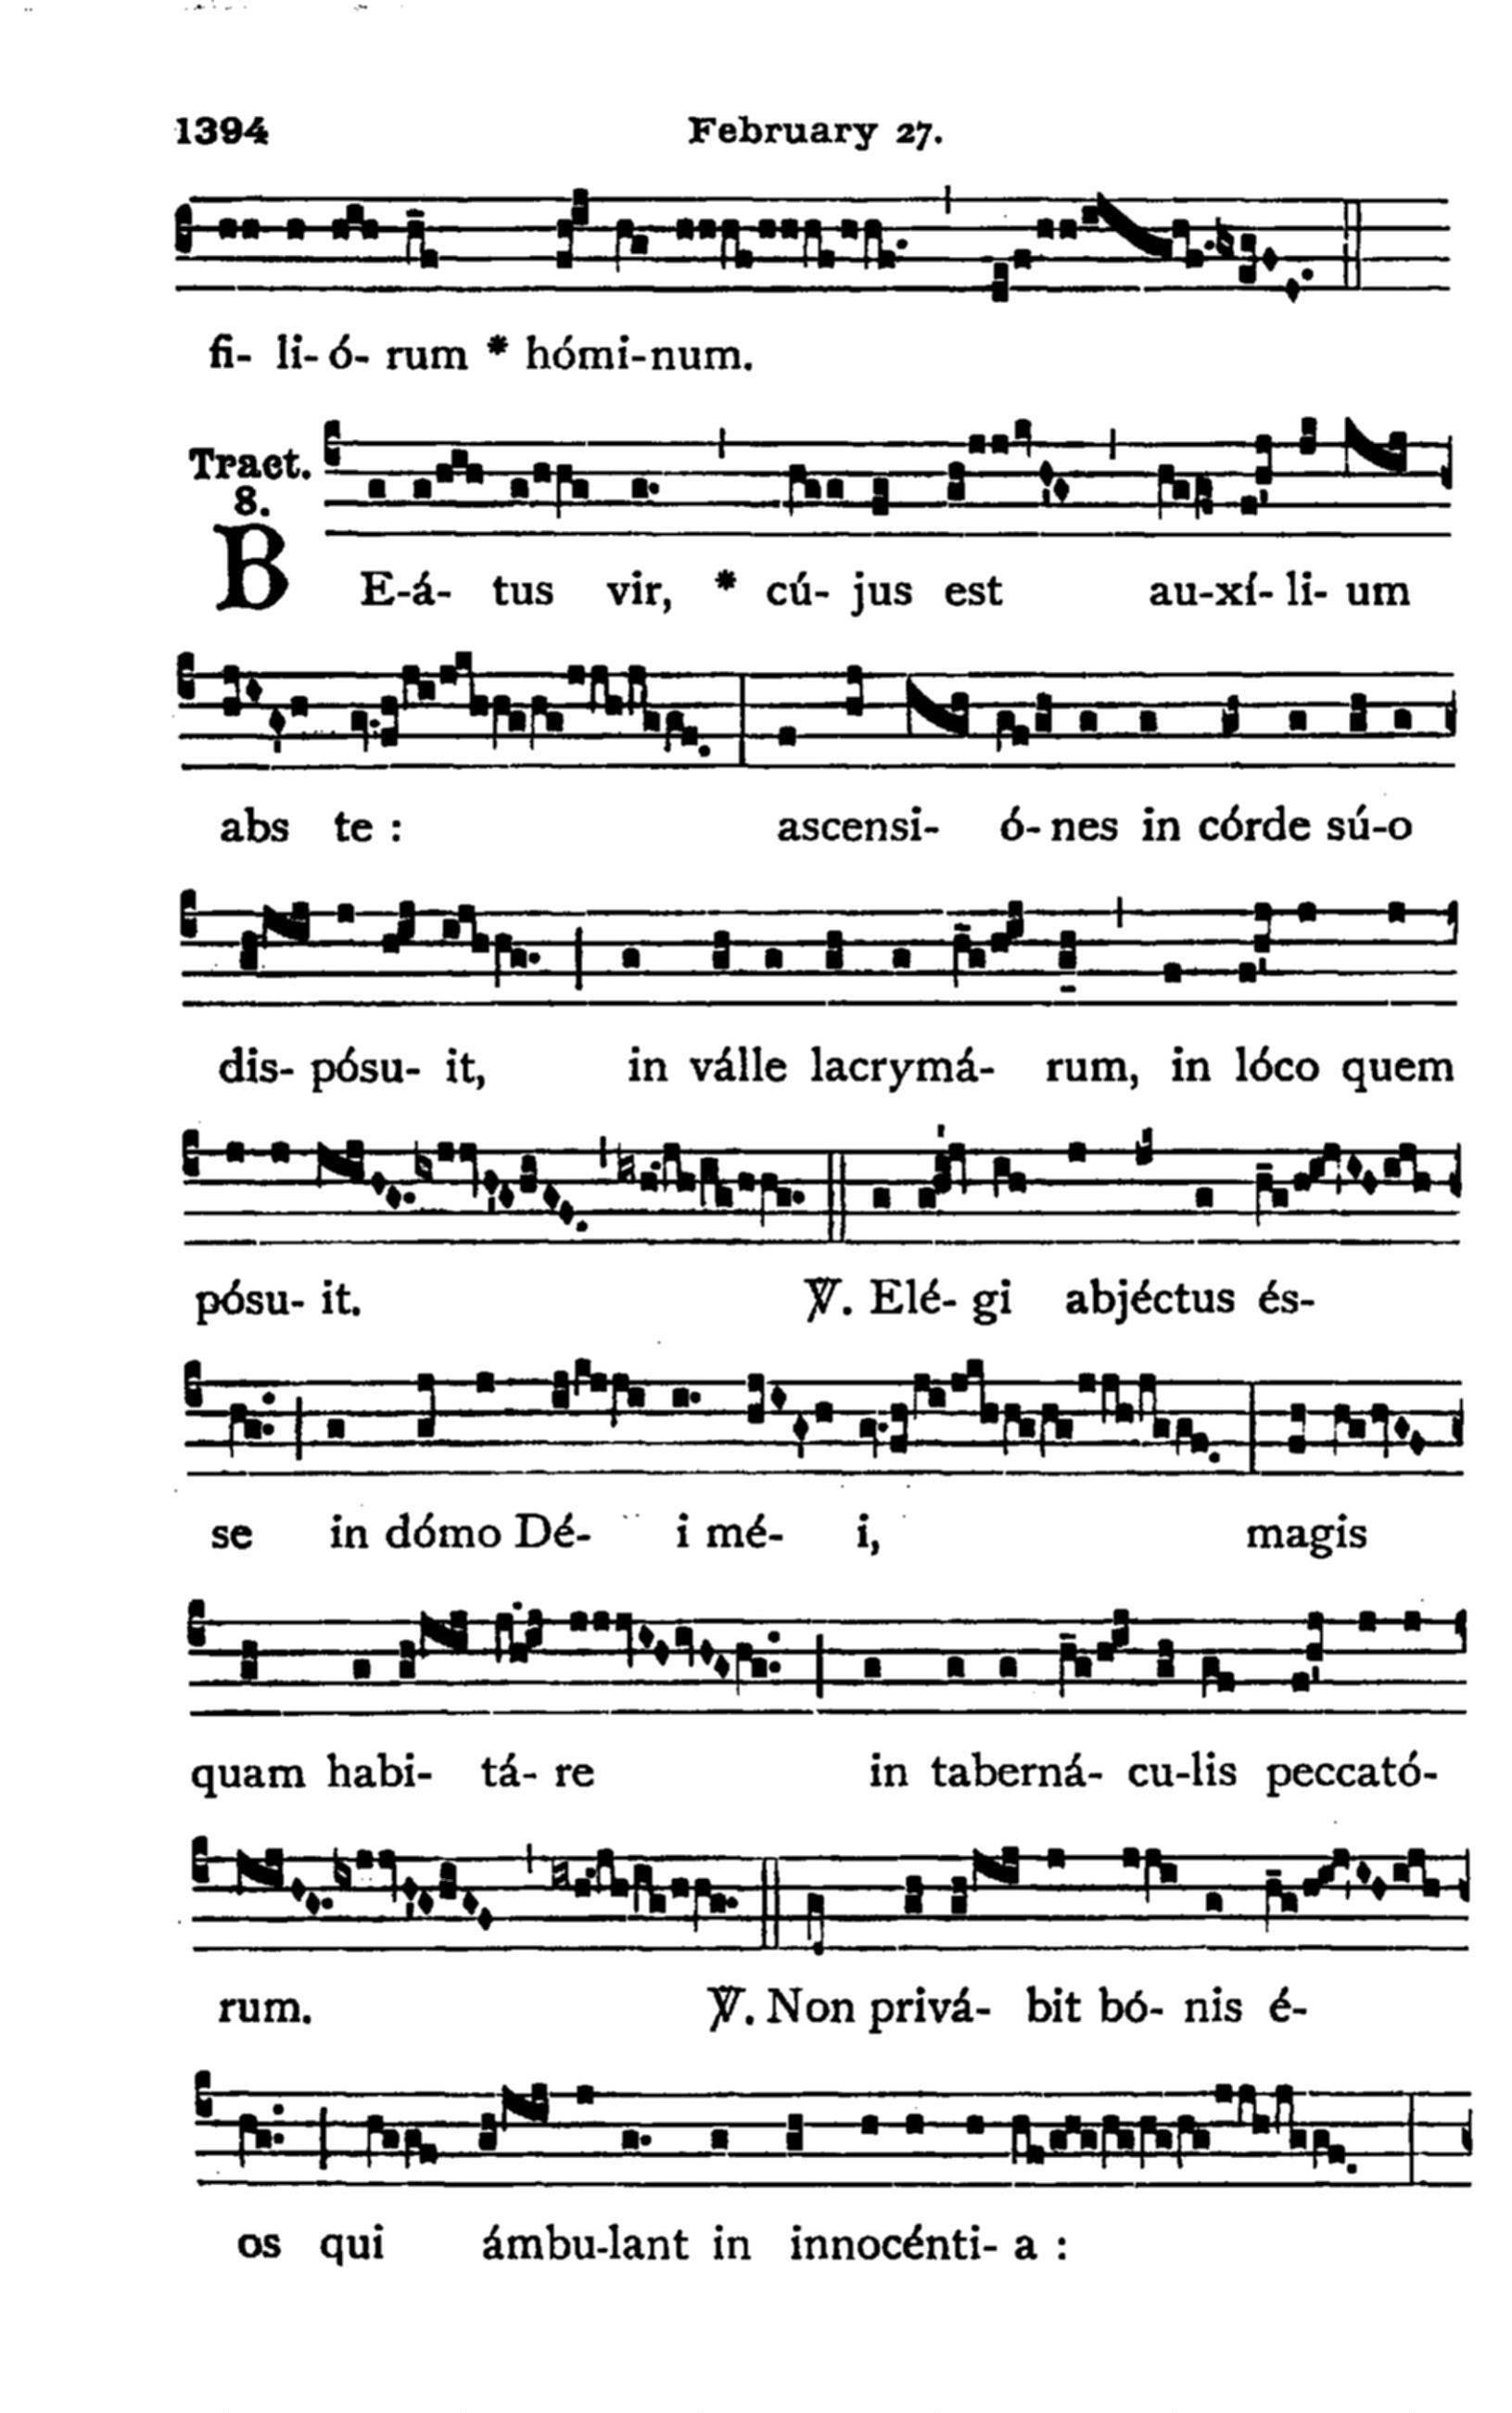 1394 February 27.
fi- li- ó- rum * hómi-num.
Tract.
8.
BE-á- tus vir, * cú- jus est au-xí- li- um
abs te : ascensi- ó- nes in córde sú-o
dis- pósu- it, in válle lacrymá- rum, in lóco quem
pósu- it. ℣. Elé- gi abjéctus és-
se in dómo Dé- i mé- i, magis
quam habi- tá- re in taberná- cu-lis peccató-
rum. ℣. Non privá- bit bó- nis é-
os qui ámbu-lant in innocénti- a :